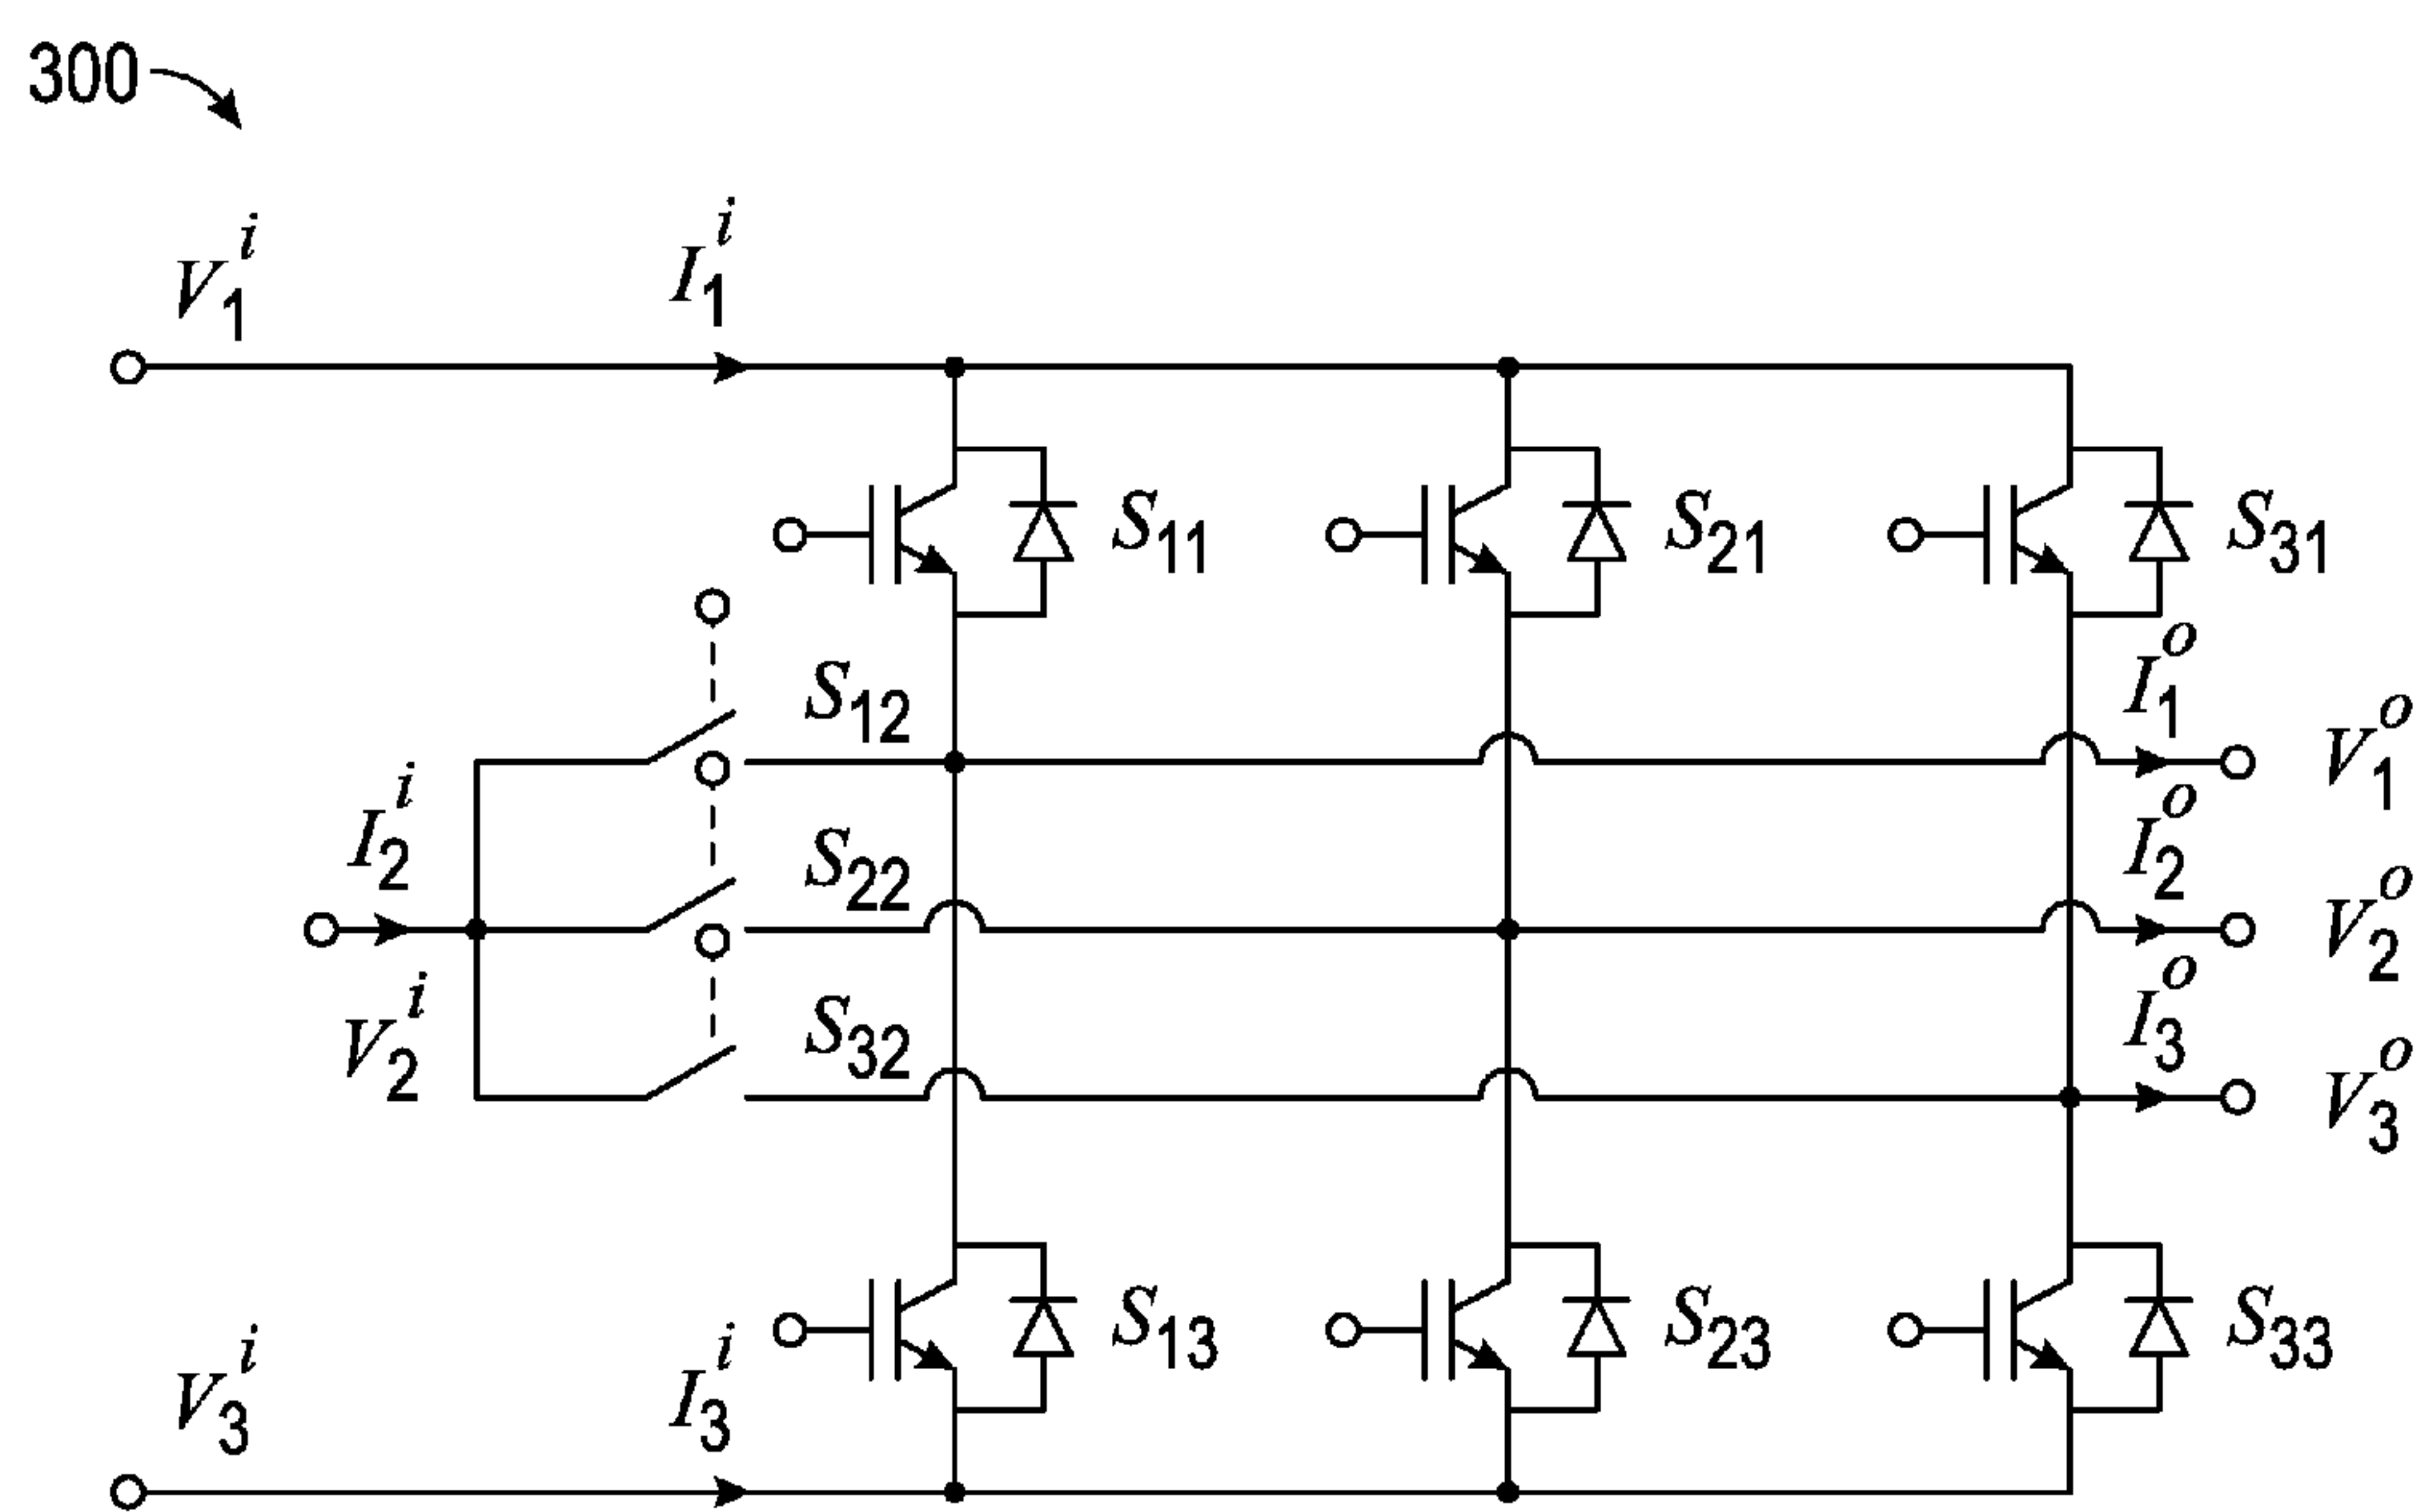 300
V₁ⁱ
I₁ⁱ
S₁₁
S₂₁
S₃₁
I₁ᵒ
S₁₂
V₁ᵒ
I₂ⁱ
I₂ᵒ
S₂₂
V₂ᵒ
V₂ⁱ
I₃ᵒ
S₃₂
V₃ᵒ
S₁₃
S₂₃
S₃₃
V₃ⁱ
I₃ⁱ